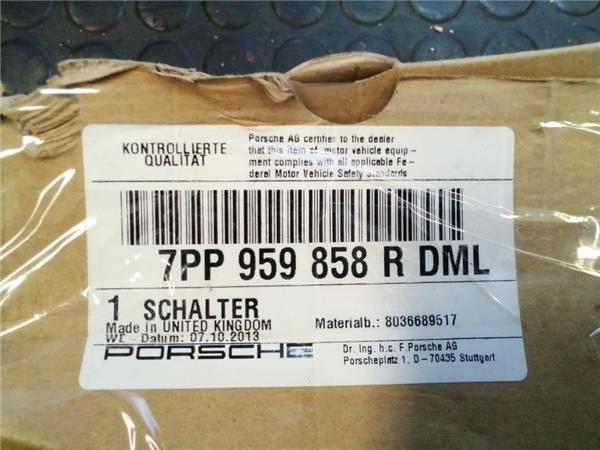 KONTROLLIERTE
QUALITÄT
Porsche AG certifies to the dealer
that this item of motor vehicle equip-
ment complies with all applicable Fe-
deral Motor Vehicle Safety Standards
7PP 959 858 R DML
1 SCHALTER
Made in UNITED KINGDOM
Materialb.: 8036689517
WE - Datum: 07.10.2013
PORSCHE
Dr. Ing. h.c. F.Porsche AG
Porscheplatz 1, D - 70435 Stuttgart